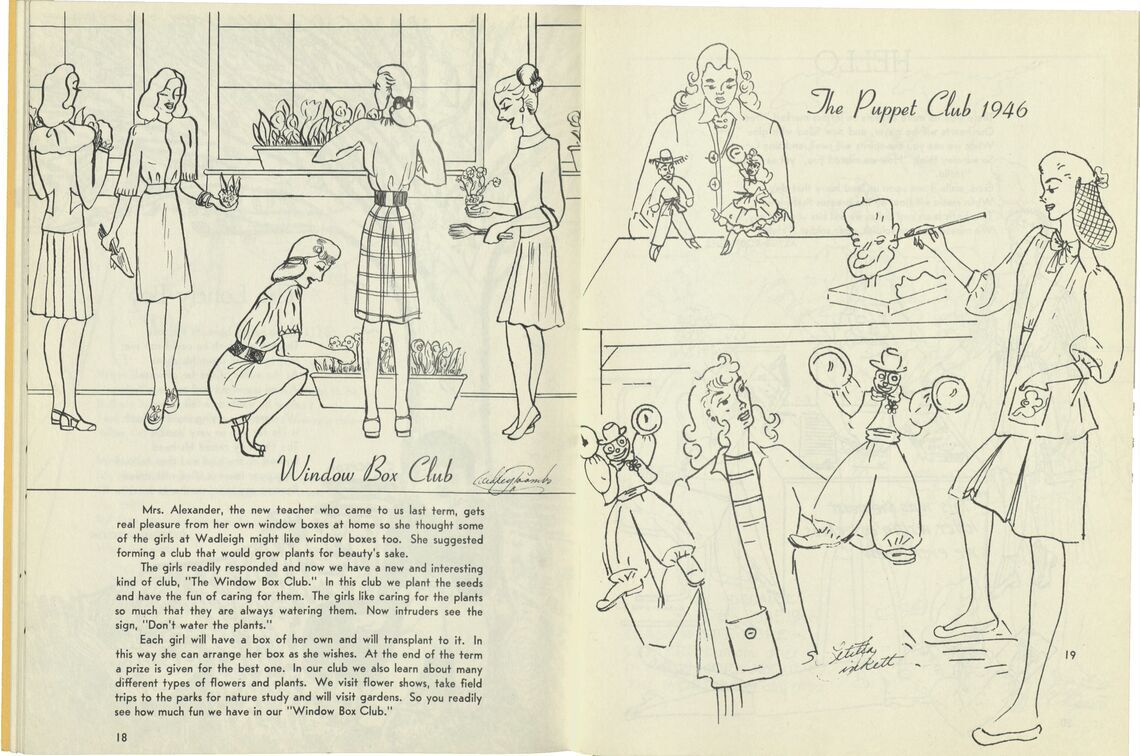 Window Box Club
Mrs. Alexander, the new teacher who came to us last term, gets
real pleasure from her own window boxes at home so she thought some
of the girls at Wadleigh might like window boxes too. She suggested
forming a club that would grow plants for beauty's sake.
The girls readily responded and now we have a new and interesting
kind of club, "The Window Box Club." In this club we plant the seeds
and have the fun of caring for them. The girls like caring for the plants
so much that they are always watering them. Now intruders see the
sign, "Don't water the plants."
Each girl will have a box of her own and will transplant to it. In
this way she can arrange her box as she wishes. At the end of the term
a prize is given for the best one. In our club we also learn about many
different types of flowers and plants. We visit flower shows, take field
trips to the parks for nature study and will visit gardens. So you readily
see how much fun we have in our "Window Box Club."
18
The Puppet Club 1946
Letitia
19